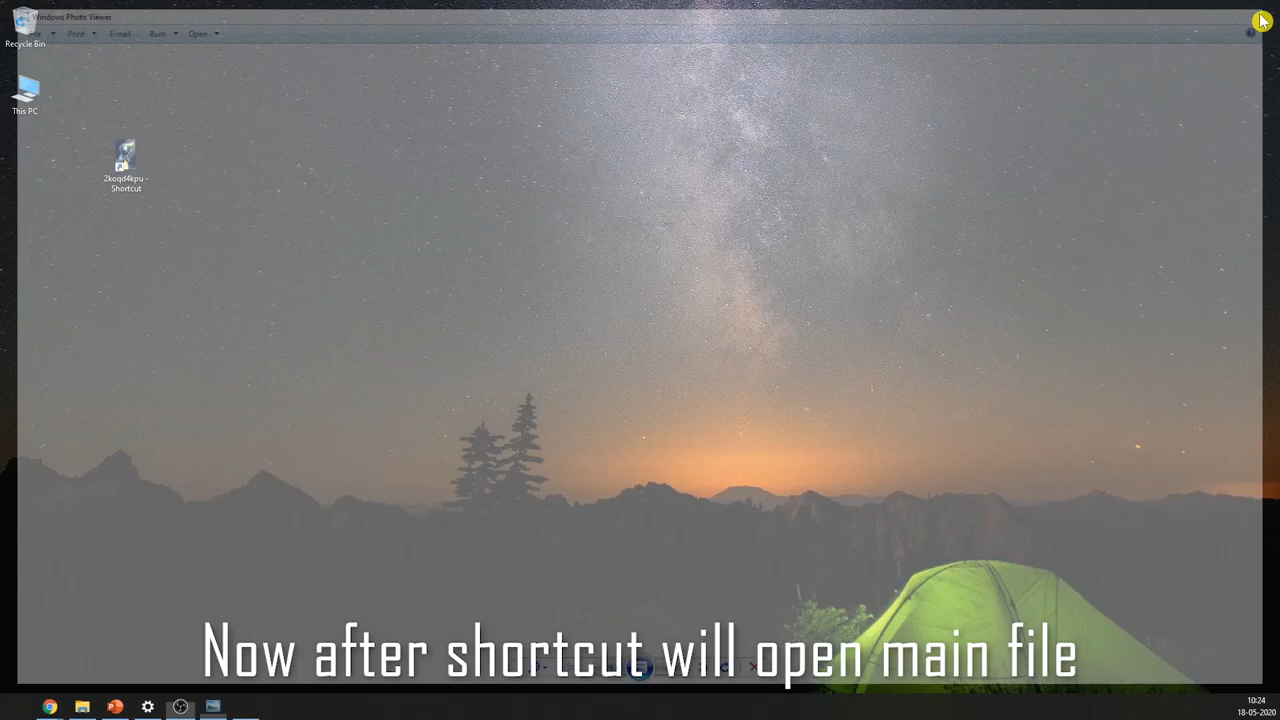 Windows Photo Viewer
Print E-mail Burn Open
Recycle Bin
This PC
2koqd4kpu -
Shortcut
Now after shortcut will open main file
10:24
18-05-2020